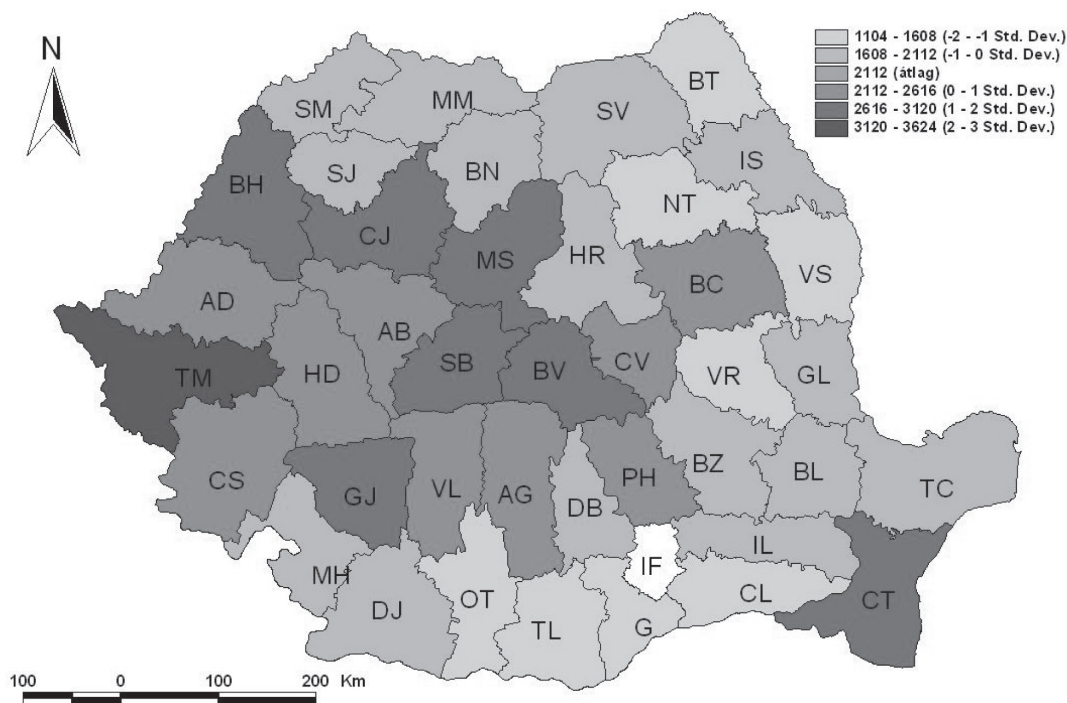 N
1104 - 1608 (-2 - -1 Std. Dev.)
1608 - 2112 (-1 - 0 Std. Dev.)
2112 (átlag)
2112 - 2616 (0 - 1 Std. Dev.)
2616 - 3120 (1 - 2 Std. Dev.)
3120 - 3624 (2 - 3 Std. Dev.)
BT
SM
MM
SV
IS
SJ
BN
BH
NT
CJ
MS
HR
BC
VS
AD
AB
TM
HD
SB
BV
CV
VR
GL
CS
GJ
VL
AG
DB
PH
BZ
BL
TC
MH
DJ
OT
TL
G
IF
IL
CL
CT
100 0 100 200 Km